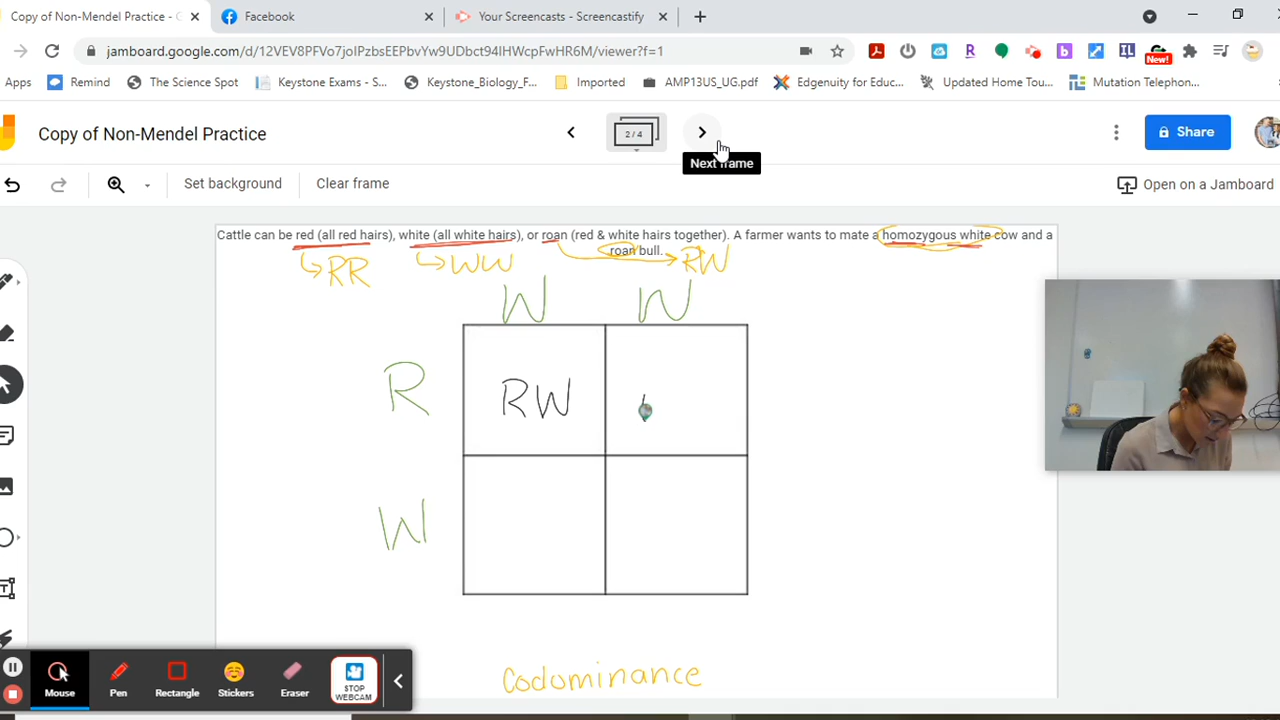 Copy of Non-Mendel Practice - G
Facebook
Your Screencasts - Screencastify
jamboard.google.com/d/12VEV8PFVo7joIPzbsEEPbvYw9UDbct94IHWcpFwHR6M/viewer?f=1
New!
Apps
Remind
The Science Spot
Keystone Exams - S...
Keystone_Biology_F...
Imported
AMP13US_UG.pdf
Edgenuity for Educ...
Updated Home Tou...
Mutation Telephon...
Copy of Non-Mendel Practice
2 / 4
Share
Next frame
Set background
Clear frame
Open on a Jamboard
Cattle can be red (all red hairs), white (all white hairs), or roan (red & white hairs together). A farmer wants to mate a homozygous white cow and a
roan bull.
RR
WW
RW
W W
R
RW
W
Codominance
Mouse
Pen
Rectangle
Stickers
Eraser
STOP
WEBCAM